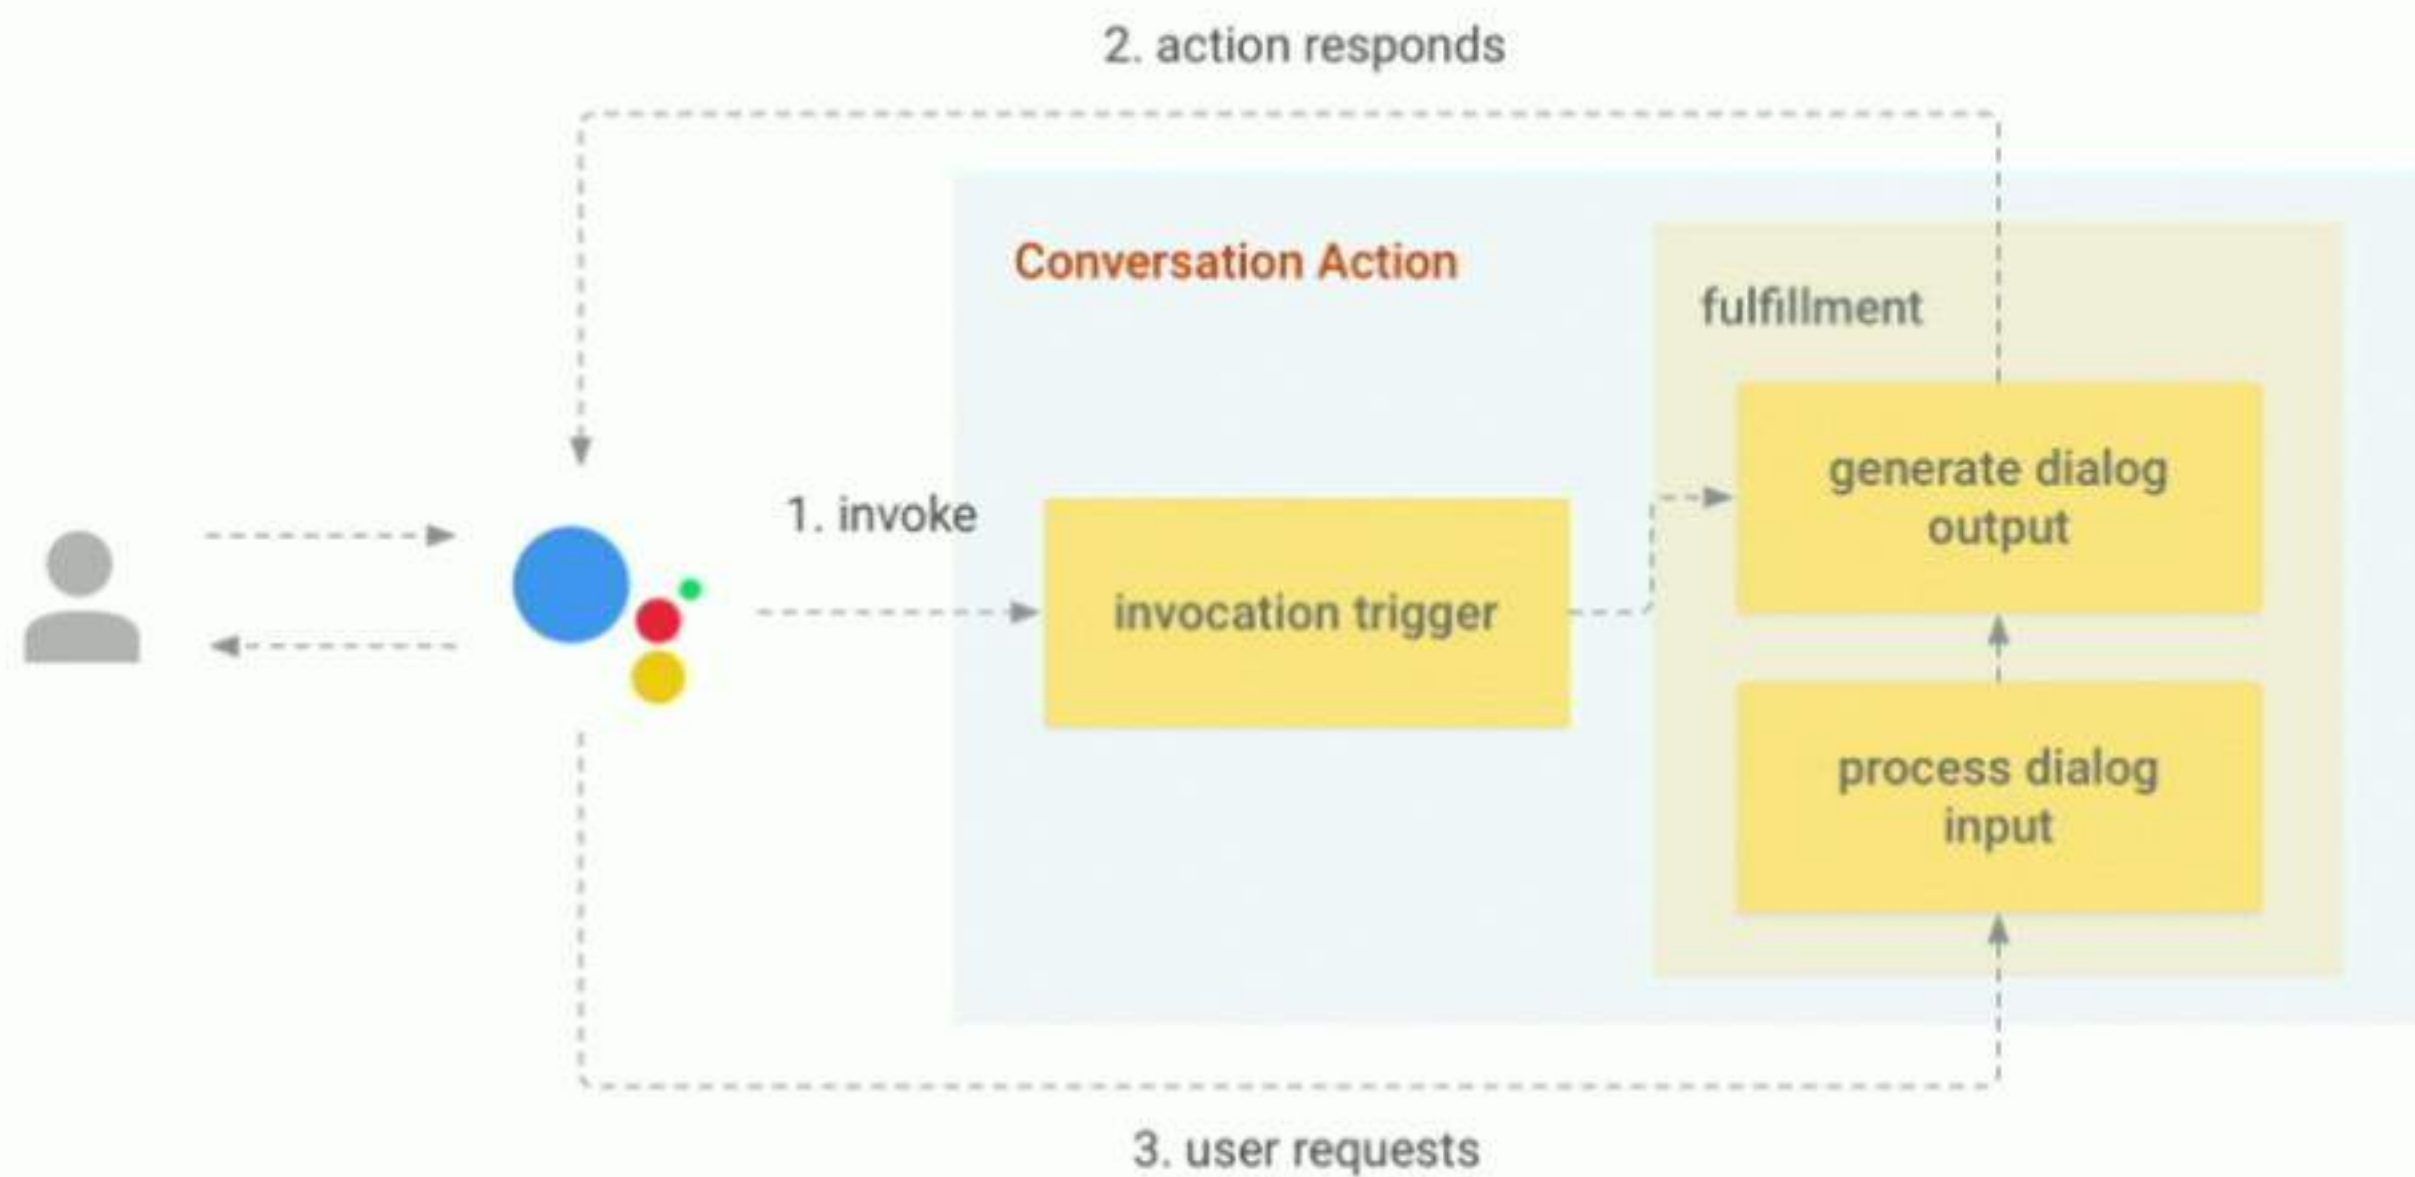 2. action responds
Conversation Action
fulfillment
generate dialog
output
1. invoke
invocation trigger
process dialog
input
3. user requests